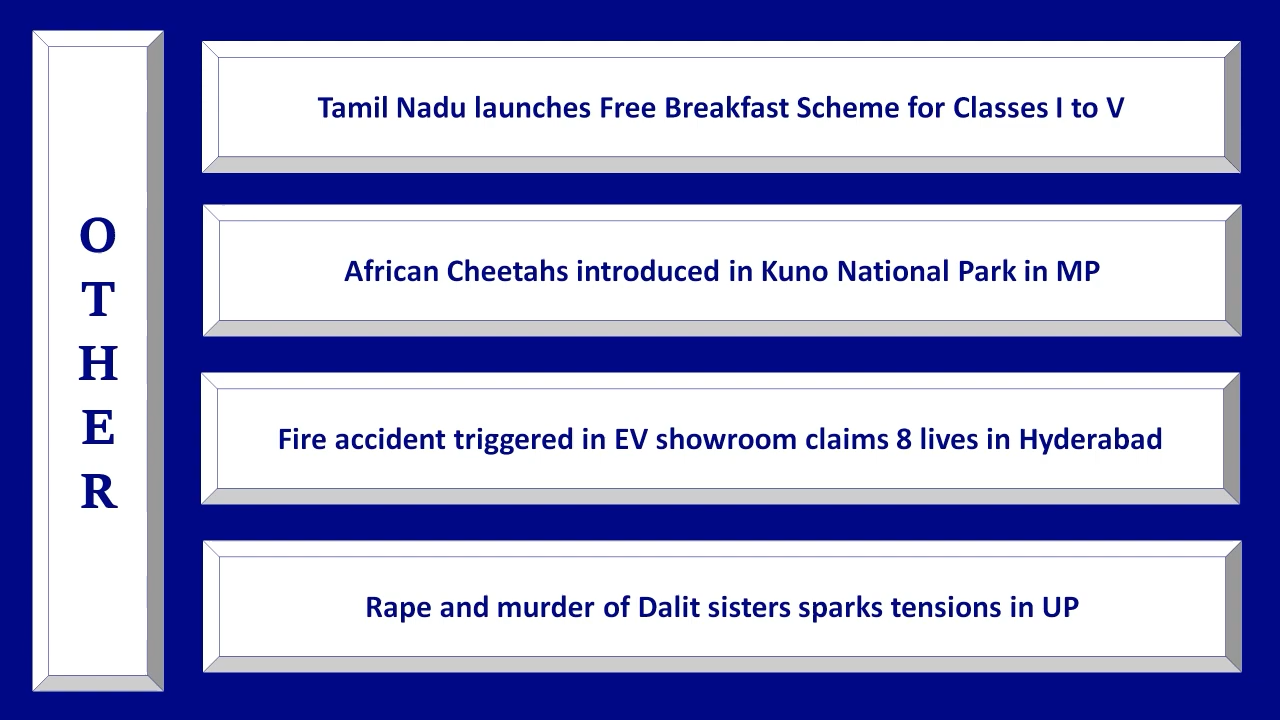 OTHER
Tamil Nadu launches Free Breakfast Scheme for Classes I to V
African Cheetahs introduced in Kuno National Park in MP
Fire accident triggered in EV showroom claims 8 lives in Hyderabad
Rape and murder of Dalit sisters sparks tensions in UP